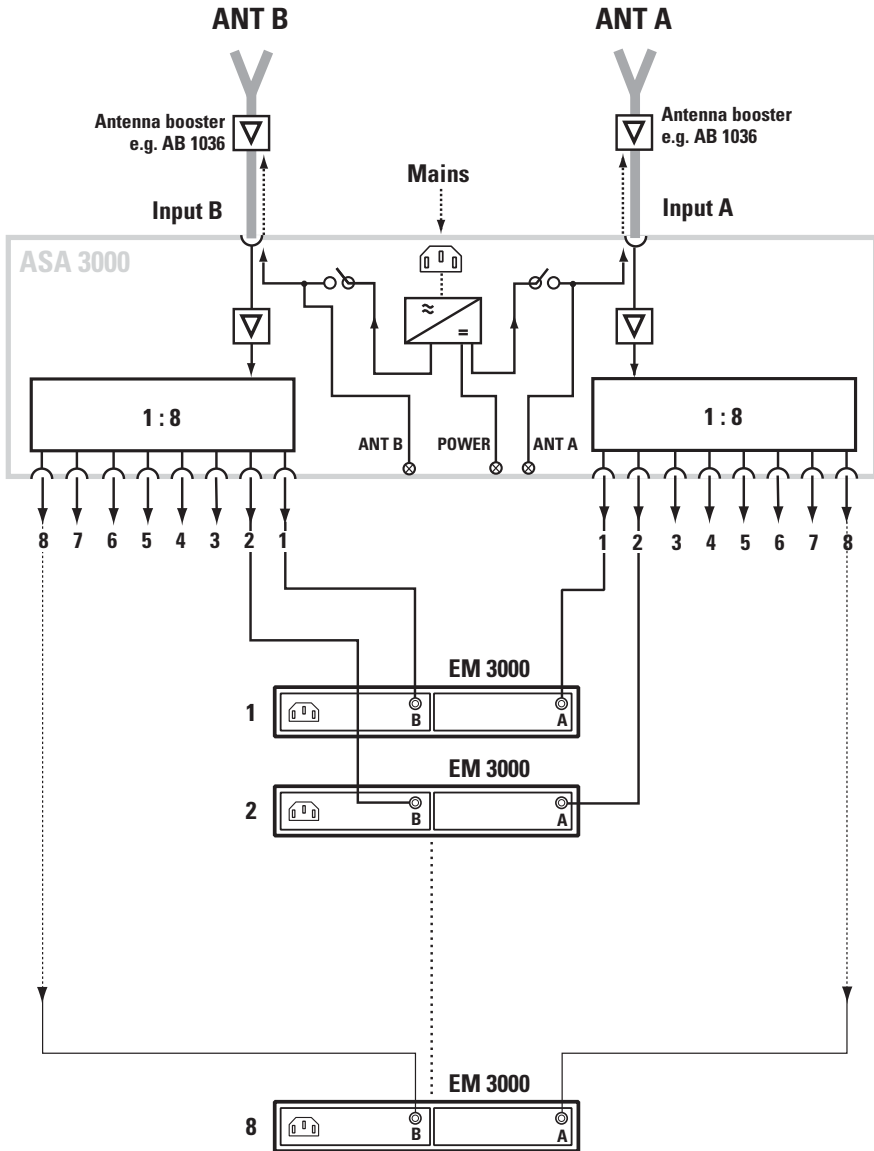 ANT B
ANT A
Antenna booster
e.g. AB 1036
Antenna booster
e.g. AB 1036
Mains
Input B
Input A
ASA 3000
≈
=
1 : 8
1 : 8
ANT B
POWER
ANT A
8 7 6 5 4 3 2 1
1 2 3 4 5 6 7 8
EM 3000
1
B
A
EM 3000
2
B
A
EM 3000
8
B
A